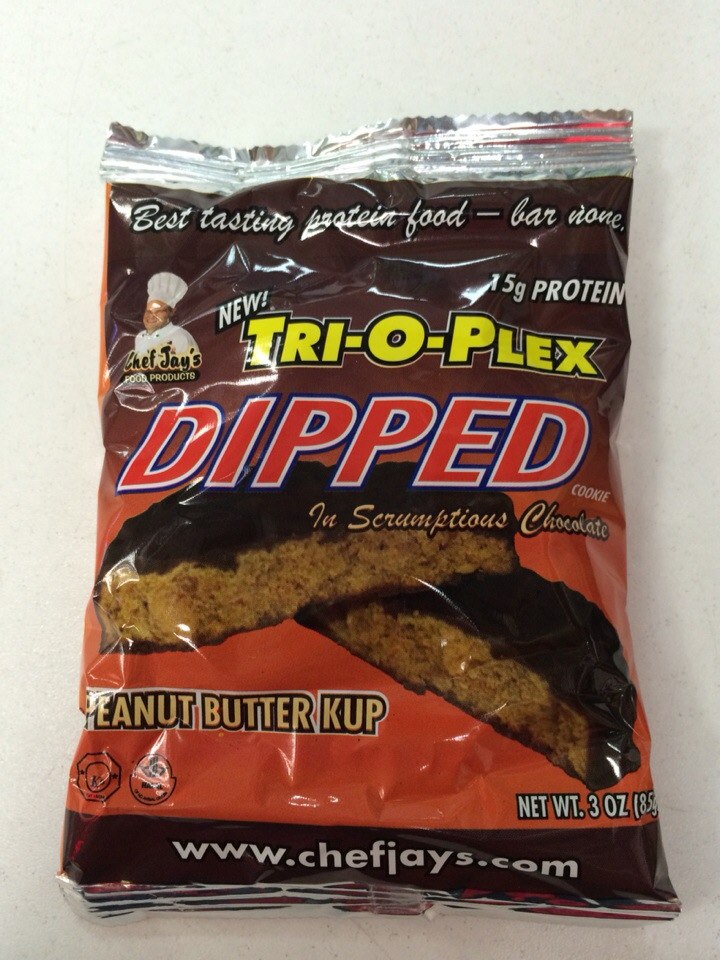 Best tasting protein food — bar none.
15g PROTEIN
NEW!
TRI-O-PLEX
Chef Jay's
FOOD PRODUCTS
DIPPED
COOKIE
In Scrumptious Chocolate
PEANUT BUTTER KUP
NET WT. 3 OZ (85g
www.chefjays.com